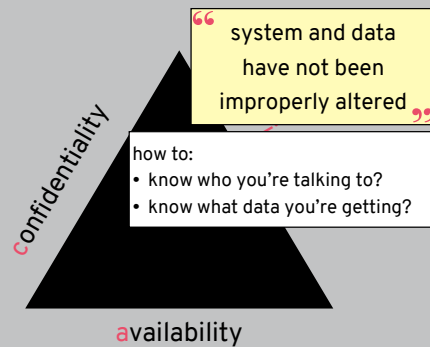 “ system and data
have not been
improperly altered ”
how to:
• know who you’re talking to?
• know what data you’re getting?
confidentiality
availability